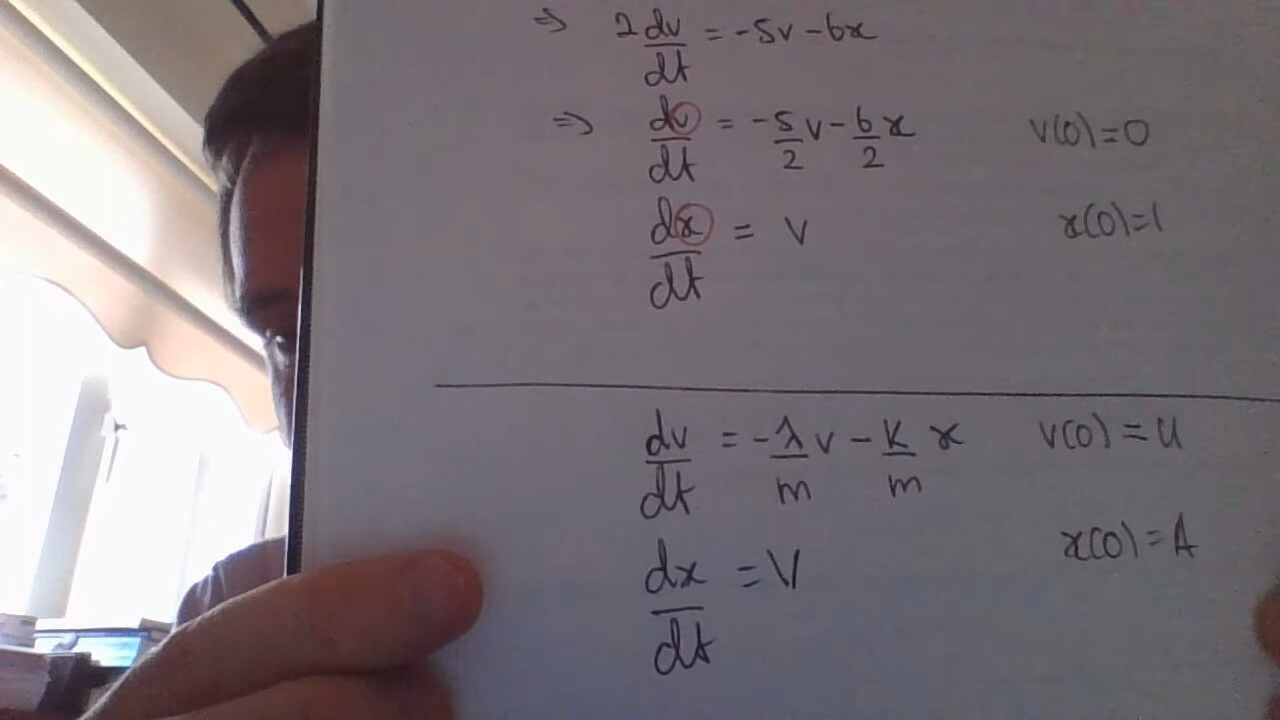 ⇒ 2 dv/dt = -5v - 6x
⇒ dv/dt = -5/2 v - 6/2 x v(0)=0
dx/dt = v x(0)=1
dv/dt = -λ/m v - k/m x v(0)=u
dx/dt = v x(0)=A